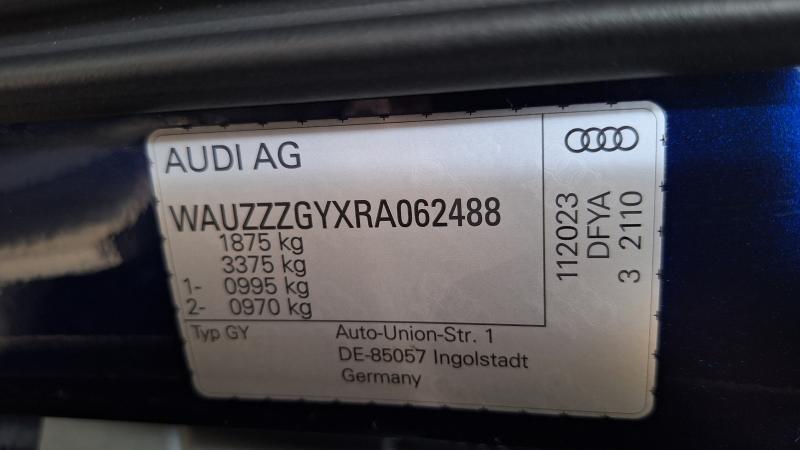 AUDI AG
WAUZZZGYXRA062488
1875 kg
3375 kg
1- 0995 kg
2- 0970 kg
Typ GY
Auto-Union-Str. 1
DE-85057 Ingolstadt
Germany
112023
DFYA
3 2110